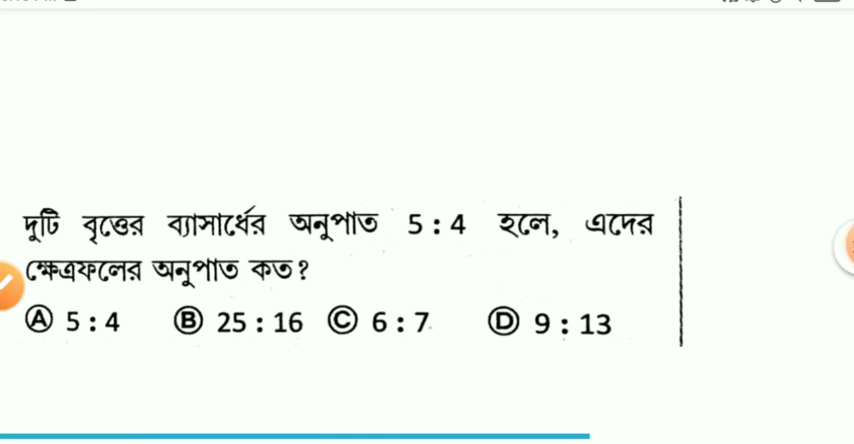 দুটি বৃত্তের ব্যাসার্ধের অনুপাত 5 : 4 হলে, এদের
ক্ষেত্রফলের অনুপাত কত?
Ⓐ 5 : 4 Ⓑ 25 : 16 Ⓒ 6 : 7 Ⓓ 9 : 13